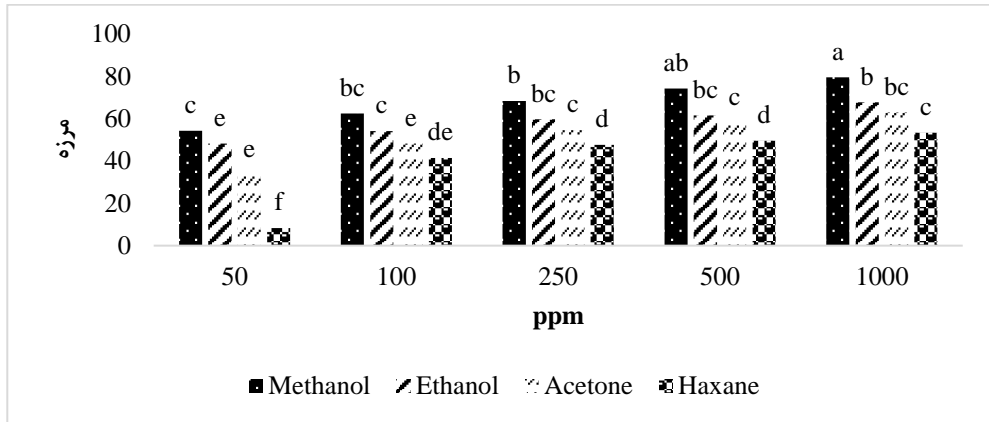 100
80
60
40
20
0
مرزه
c e e f
bc c e de
b bc c d
ab bc c d
a b bc c
50 100 250 500 1000
ppm
Methanol Ethanol Acetone Haxane